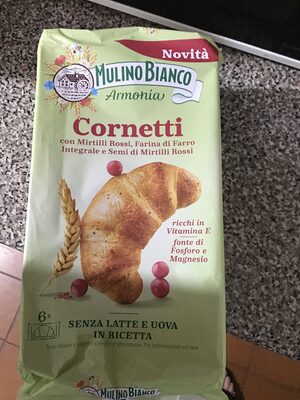 Novità
MULINO BIANCO
Armonia
Cornetti
con Mirtilli Rossi, Farina di Farro
Integrale e Semi di Mirtilli Rossi
ricchi in
Vitamina E
fonte di
Fosforo e
Magnesio
6x
SENZA LATTE E UOVA
IN RICETTA
MULINO BIANCO